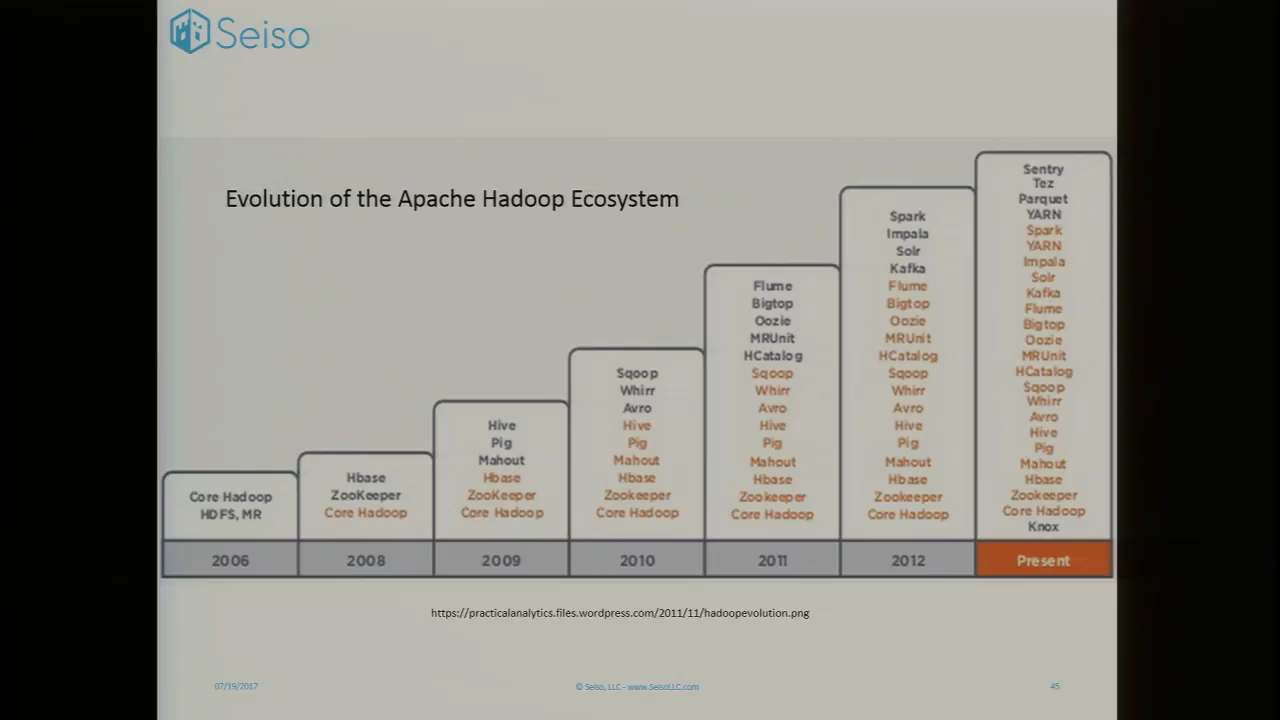 Seiso
Evolution of the Apache Hadoop Ecosystem
Core Hadoop
HDFS, MR
2006
Hbase
ZooKeeper
Core Hadoop
2008
Hive
Pig
Mahout
Hbase
ZooKeeper
Core Hadoop
2009
Sqoop
Whirr
Avro
Hive
Pig
Mahout
Hbase
Zookeeper
Core Hadoop
2010
Flume
Bigtop
Oozie
MRUnit
HCatalog
Sqoop
Whirr
Avro
Hive
Pig
Mahout
Hbase
Zookeeper
Core Hadoop
2011
Spark
Impala
Solr
Kafka
Flume
Bigtop
Oozie
MRUnit
HCatalog
Sqoop
Whirr
Avro
Hive
Pig
Mahout
Hbase
Zookeeper
Core Hadoop
2012
Sentry
Tez
Parquet
YARN
Spark
YARN
Impala
Solr
Kafka
Flume
Bigtop
Oozie
MRUnit
HCatalog
Sqoop
Whirr
Avro
Hive
Pig
Mahout
Hbase
Zookeeper
Core Hadoop
Knox
Present
https://practicalanalytics.files.wordpress.com/2011/11/hadoopevolution.png
07/19/2017
© Seiso, LLC - www.SeisoLLC.com
45